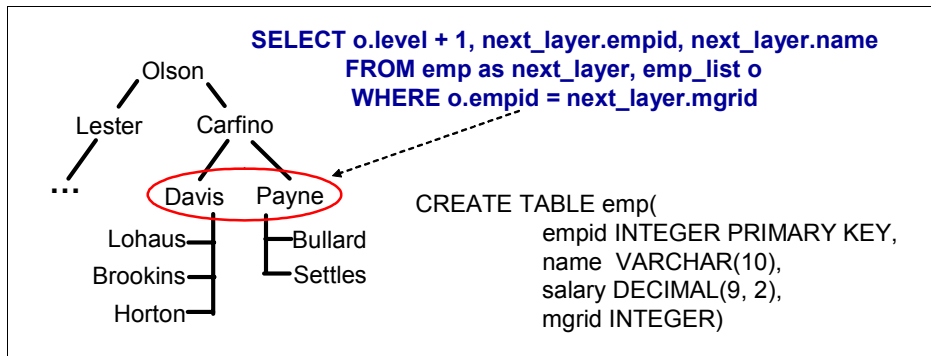 SELECT o.level + 1, next_layer.empid, next_layer.name
FROM emp as next_layer, emp_list o
WHERE o.empid = next_layer.mgrid
Olson
Lester Carfino
... Davis Payne
Lohaus Bullard
Brookins Settles
Horton
CREATE TABLE emp(
empid INTEGER PRIMARY KEY,
name VARCHAR(10),
salary DECIMAL(9, 2),
mgrid INTEGER)